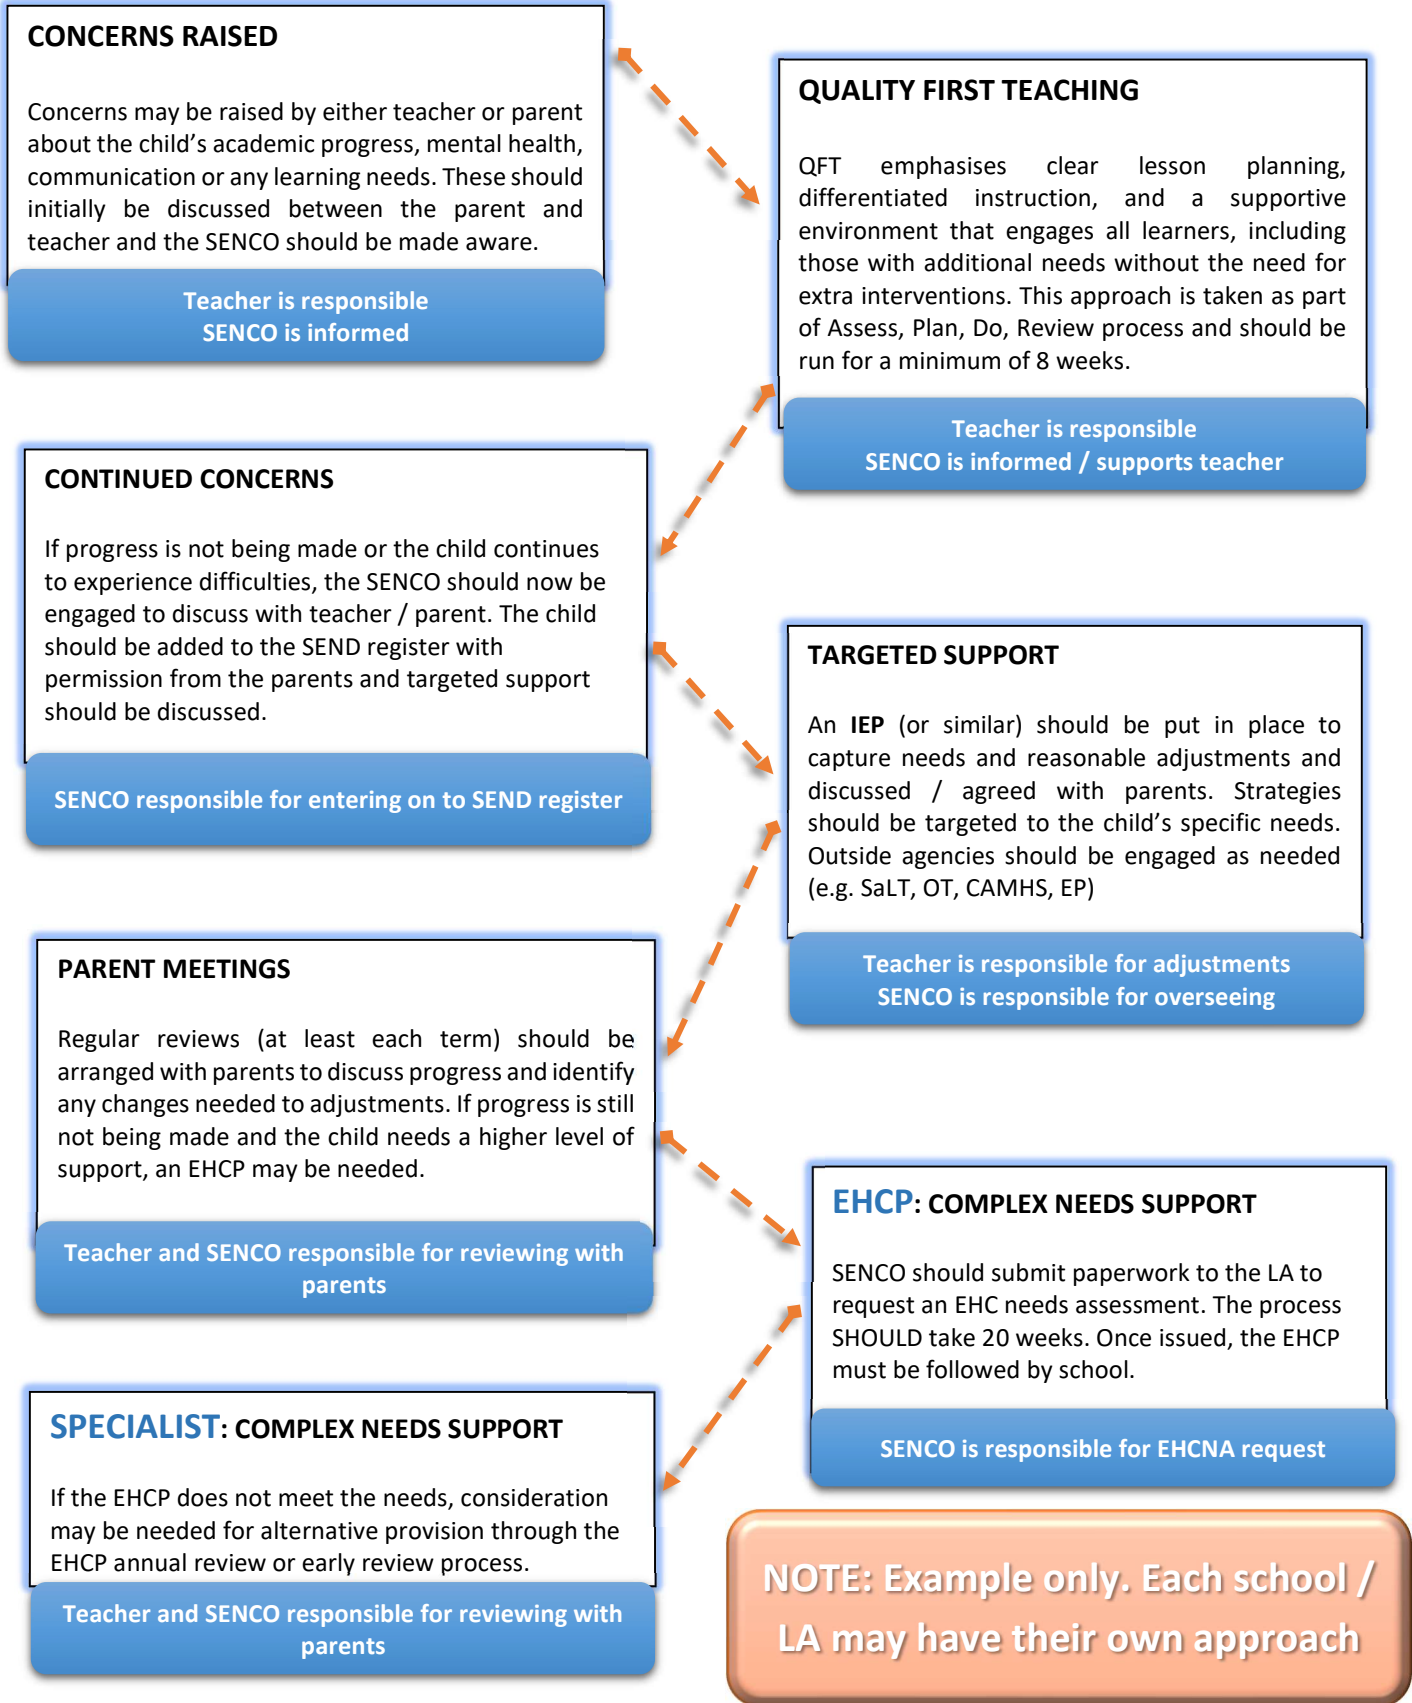 CONCERNS RAISED
Concerns may be raised by either teacher or parent
about the child's academic progress, mental health,
communication or any learning needs. These should
initially be discussed between the parent and
teacher and the SENCO should be made aware.
Teacher is responsible
SENCO is informed
QUALITY FIRST TEACHING
QFT emphasises clear lesson planning,
differentiated instruction, and a supportive
environment that engages all learners, including
those with additional needs without the need for
extra interventions. This approach is taken as part
of Assess, Plan, Do, Review process and should be
run for a minimum of 8 weeks.
Teacher is responsible
SENCO is informed / supports teacher
CONTINUED CONCERNS
If progress is not being made or the child continues
to experience difficulties, the SENCO should now be
engaged to discuss with teacher / parent. The child
should be added to the SEND register with
permission from the parents and targeted support
should be discussed.
SENCO responsible for entering on to SEND register
TARGETED SUPPORT
An IEP (or similar) should be put in place to
capture needs and reasonable adjustments and
discussed / agreed with parents. Strategies
should be targeted to the child's specific needs.
Outside agencies should be engaged as needed
(e.g. SaLT, OT, CAMHS, EP)
Teacher is responsible for adjustments
SENCO is responsible for overseeing
PARENT MEETINGS
Regular reviews (at least each term) should be
arranged with parents to discuss progress and identify
any changes needed to adjustments. If progress is still
not being made and the child needs a higher level of
support, an EHCP may be needed.
Teacher and SENCO responsible for reviewing with
parents
EHCP: COMPLEX NEEDS SUPPORT
SENCO should submit paperwork to the LA to
request an EHC needs assessment. The process
SHOULD take 20 weeks. Once issued, the EHCP
must be followed by school.
SENCO is responsible for EHCNA request
SPECIALIST: COMPLEX NEEDS SUPPORT
If the EHCP does not meet the needs, consideration
may be needed for alternative provision through the
EHCP annual review or early review process.
Teacher and SENCO responsible for reviewing with
parents
NOTE: Example only. Each school /
LA may have their own approach